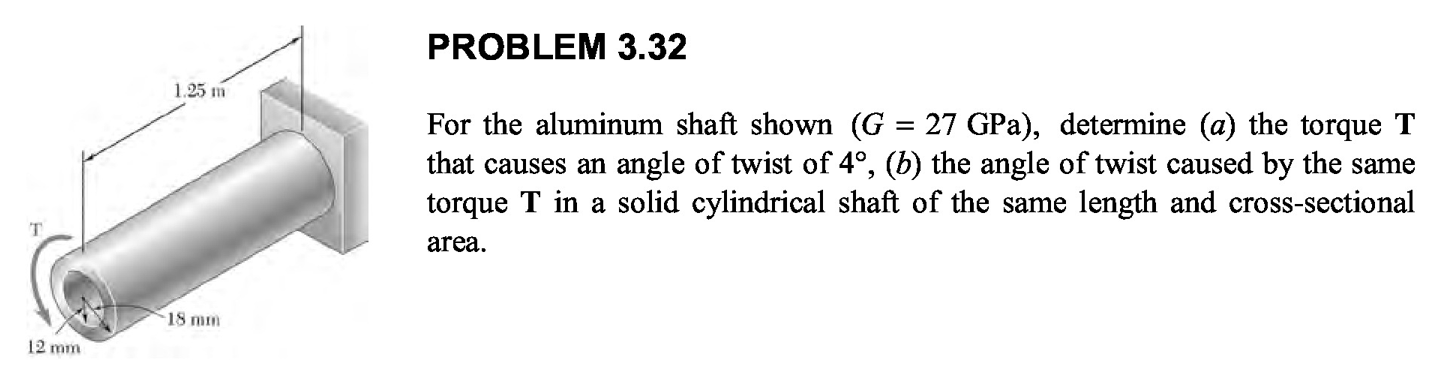 PROBLEM 3.32
1.25 m
For the aluminum shaft shown (G = 27 GPa), determine (a) the torque T
that causes an angle of twist of 4°, (b) the angle of twist caused by the same
torque T in a solid cylindrical shaft of the same length and cross-sectional
area.
T
18 mm
12 mm